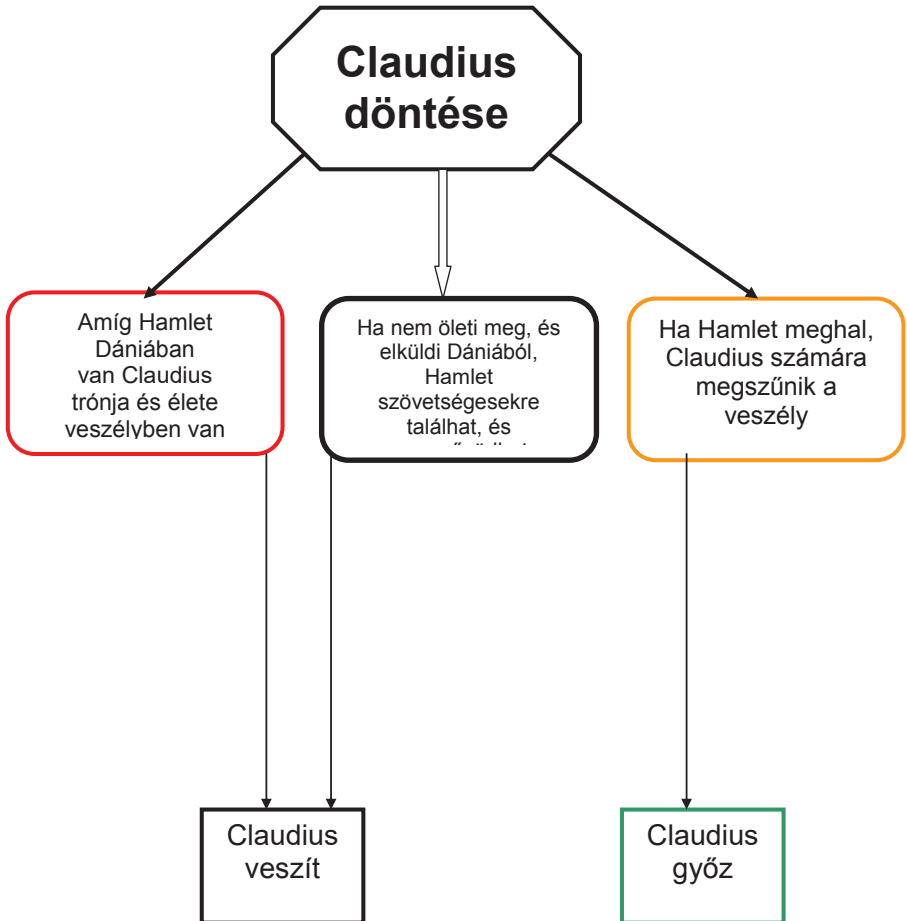 Claudius
döntése
Amíg Hamlet
Dániában
van Claudius
trónja és élete
veszélyben van
Ha nem öleti meg, és
elküldi Dániából,
Hamlet
szövetségesekre
találhat, és
Ha Hamlet meghal,
Claudius számára
megszűnik a
veszély
Claudius
veszít
Claudius
győz